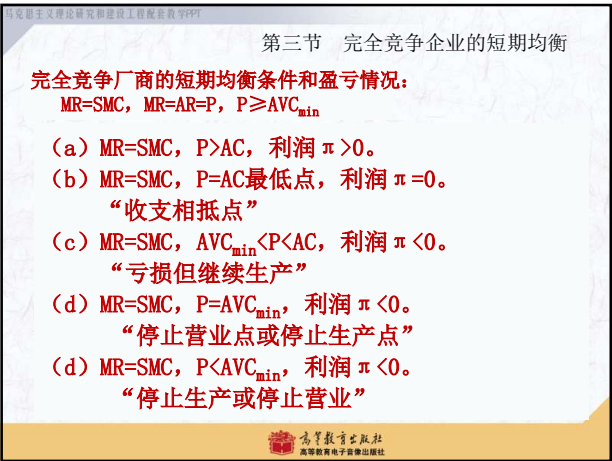 马克思主义理论研究和建设工程配套教学PPT
第三节　完全竞争企业的短期均衡
完全竞争厂商的短期均衡条件和盈亏情况：
MR=SMC，MR=AR=P，P≥AVCmin
（a）MR=SMC，P>AC，利润π>0。
（b）MR=SMC，P=AC最低点，利润π=0。
“收支相抵点”
（c）MR=SMC，AVCmin<P<AC，利润π<0。
“亏损但继续生产”
（d）MR=SMC，P=AVCmin，利润π<0。
“停止营业点或停止生产点”
（d）MR=SMC，P<AVCmin，利润π<0。
“停止生产或停止营业”
高等教育出版社
高等教育电子音像出版社